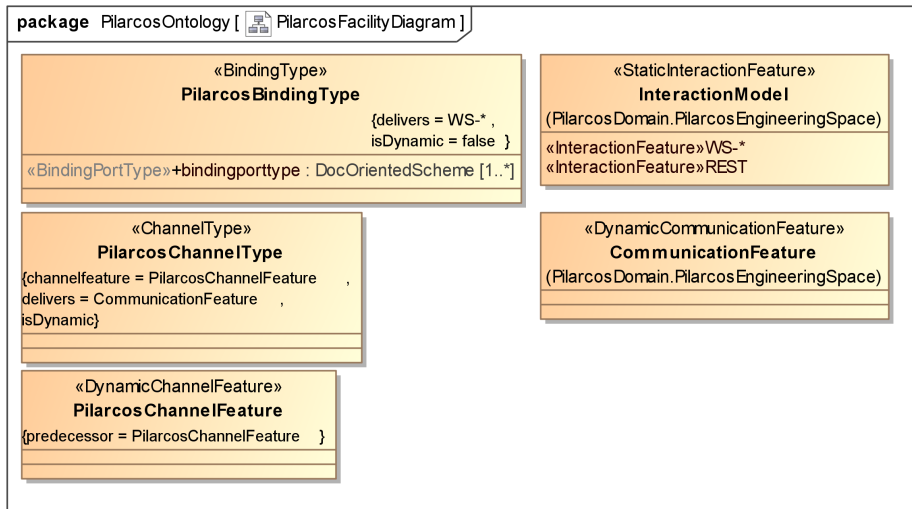 package PilarcosOntology [ PilarcosFacilityDiagram ]
«BindingType»
PilarcosBindingType
{delivers = WS-* ,
isDynamic = false }
«BindingPortType»+bindingporttype : DocOrientedScheme [1..*]
«StaticInteractionFeature»
InteractionModel
(PilarcosDomain.PilarcosEngineeringSpace)
«InteractionFeature»WS-*
«InteractionFeature»REST
«ChannelType»
PilarcosChannelType
{channelfeature = PilarcosChannelFeature ,
delivers = CommunicationFeature ,
isDynamic}
«DynamicCommunicationFeature»
CommunicationFeature
(PilarcosDomain.PilarcosEngineeringSpace)
«DynamicChannelFeature»
PilarcosChannelFeature
{predecessor = PilarcosChannelFeature }